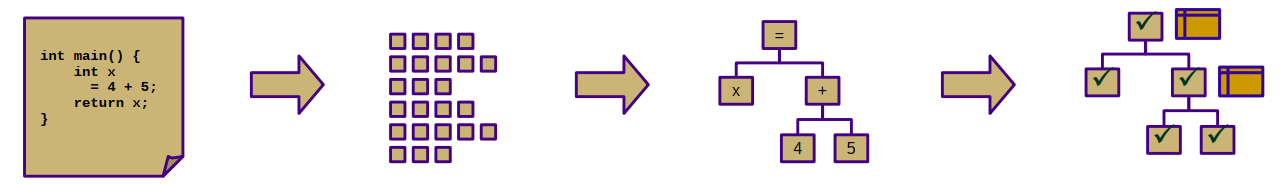 int main() {
    int x
      = 4 + 5;
    return x;
}
=
x
+
4
5